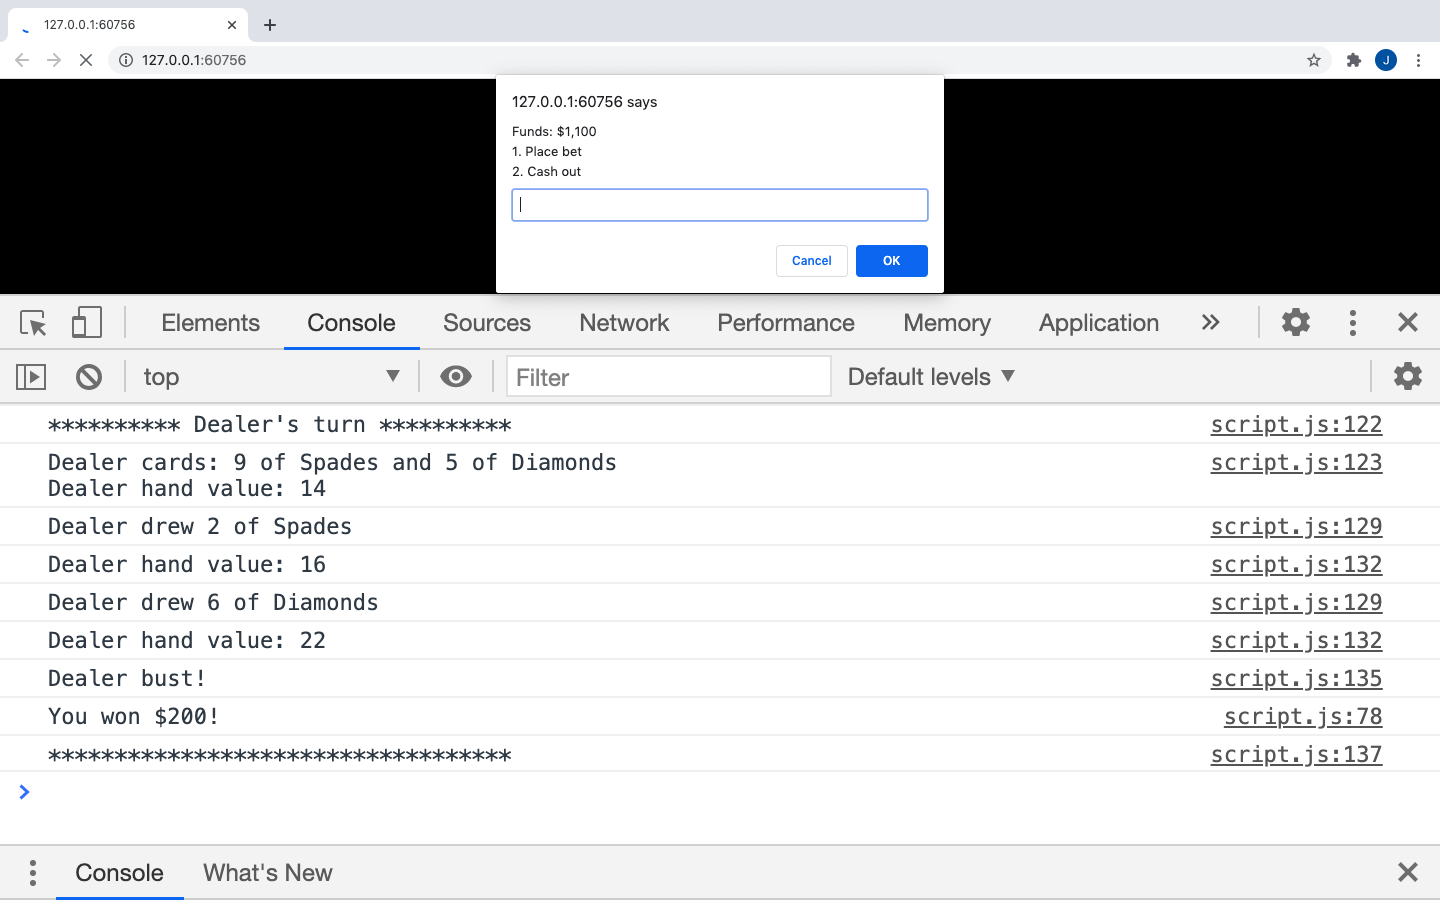 127.0.0.1:60756
127.0.0.1:60756
J
127.0.0.1:60756 says
Funds: $1,100
1. Place bet
2. Cash out
Cancel
OK
Elements
Console
Sources
Network
Performance
Memory
Application
top
Filter
Default levels
********** Dealer's turn ********** script.js:122
Dealer cards: 9 of Spades and 5 of Diamonds script.js:123
Dealer hand value: 14
Dealer drew 2 of Spades script.js:129
Dealer hand value: 16 script.js:132
Dealer drew 6 of Diamonds script.js:129
Dealer hand value: 22 script.js:132
Dealer bust! script.js:135
You won $200! script.js:78
*********************************** script.js:137
Console
What's New